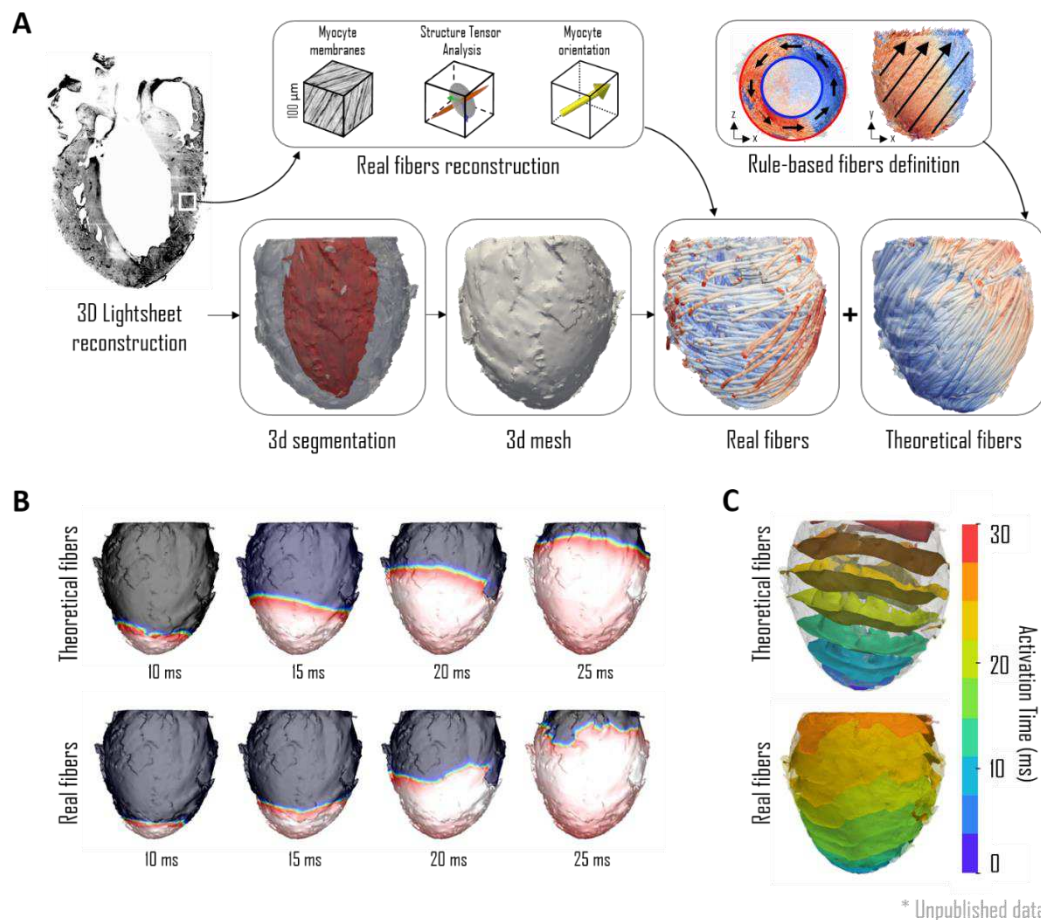 A
Myocyte
membranes
Structure Tensor
Analysis
Myocyte
orientation
100 µm
Real fibers reconstruction
z
x
y
x
Rule-based fibers definition
3D Lightsheet
reconstruction
+
3d segmentation
3d mesh
Real fibers
Theoretical fibers
B
Theoretical fibers
10 ms
15 ms
20 ms
25 ms
Real fibers
10 ms
15 ms
20 ms
25 ms
C
Theoretical fibers
Real fibers
30
20
10
0
Activation Time (ms)
* Unpublished data